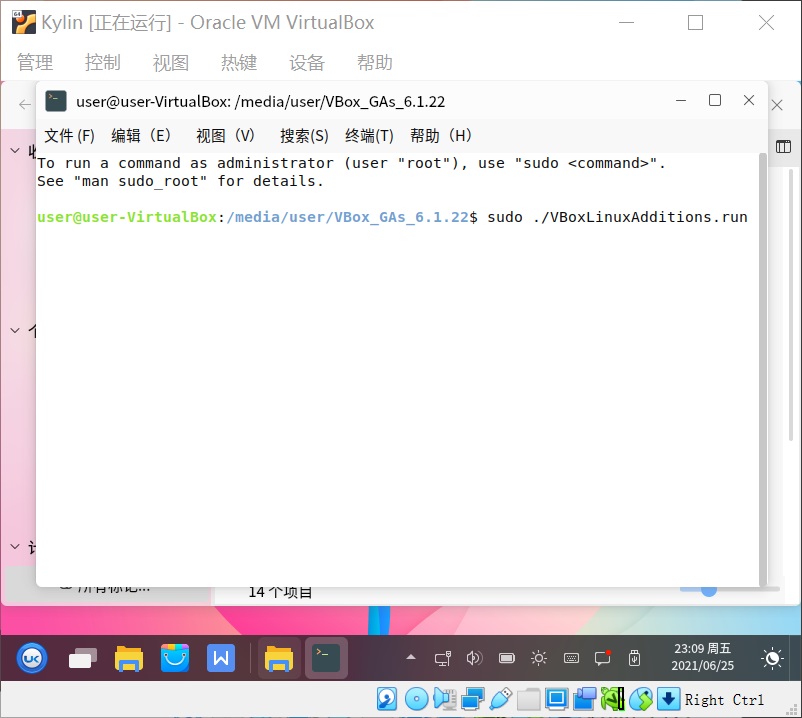 Kylin [正在运行] - Oracle VM VirtualBox
管理 控制 视图 热键 设备 帮助
user@user-VirtualBox: /media/user/VBox_GAs_6.1.22
文件 (F) 编辑（E） 视图（V） 搜索(S) 终端(T) 帮助（H）
To run a command as administrator (user "root"), use "sudo <command>".
See "man sudo_root" for details.
user@user-VirtualBox:/media/user/VBox_GAs_6.1.22$ sudo ./VBoxLinuxAdditions.run
所有标记...
14 个项目
23:09 周五
2021/06/25
Right Ctrl